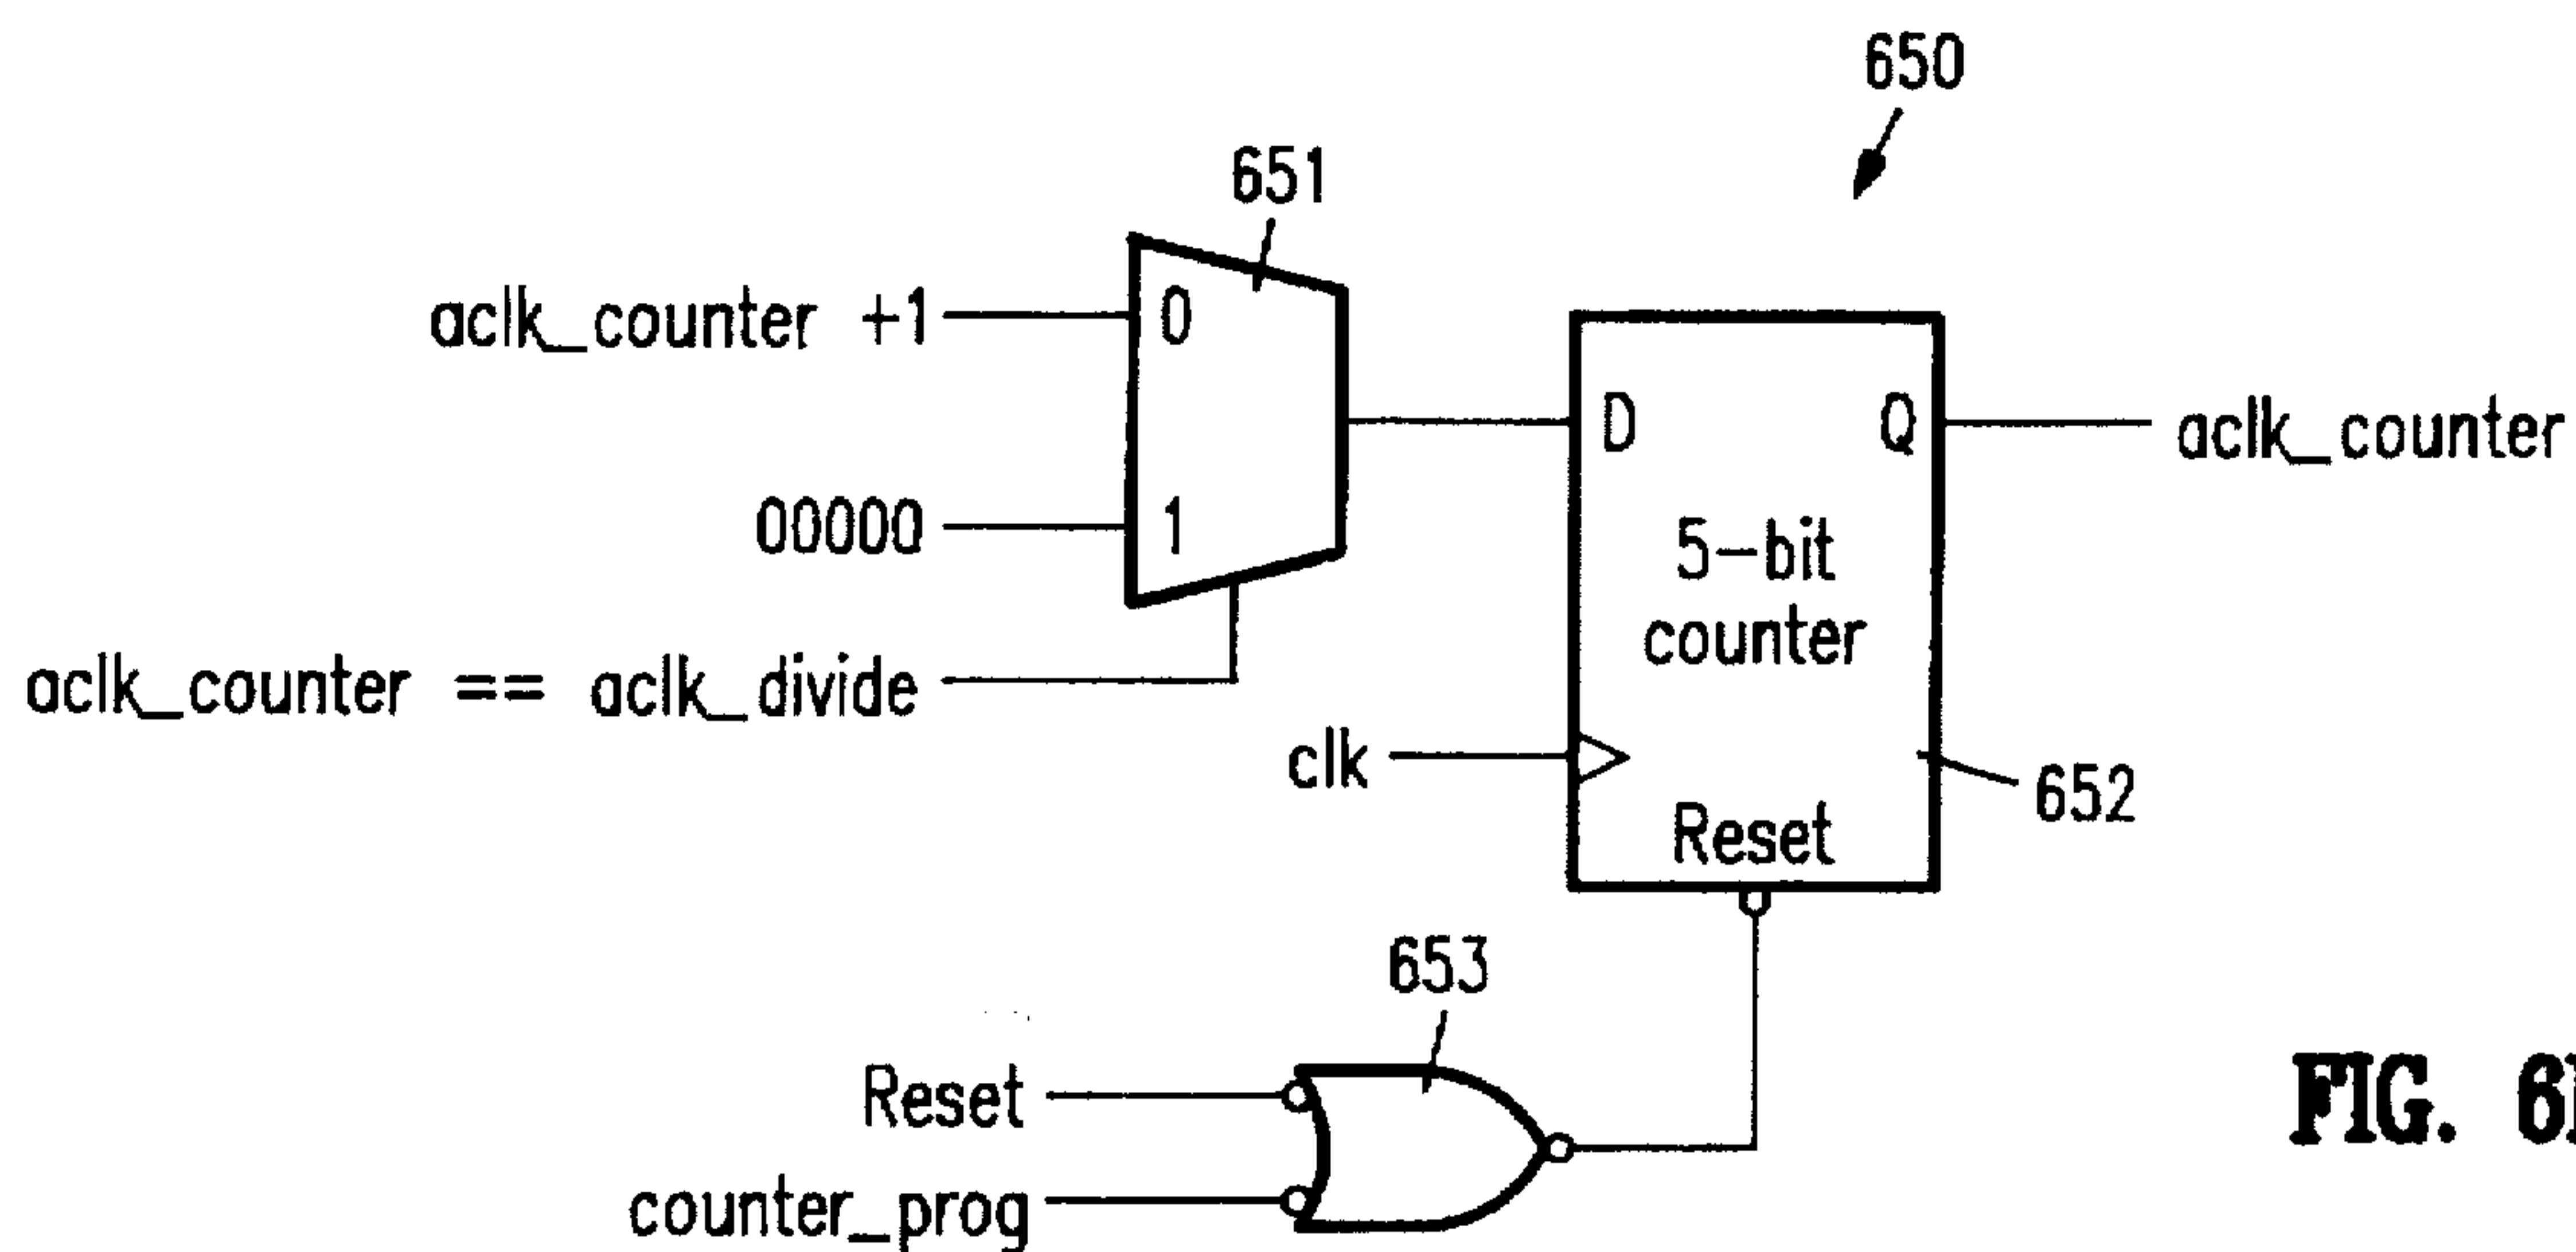 650
651
aclk_counter +1
0
D
Q
aclk_counter
00000
1
5-bit
counter
aclk_counter == aclk_divide
clk
652
Reset
653
Reset
counter_prog
FIG.